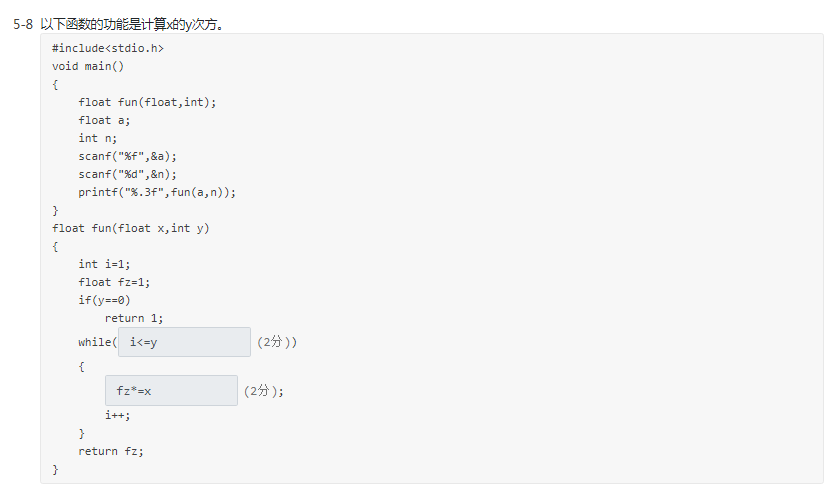 5-8 以下函数的功能是计算x的y次方。
#include<stdio.h>
void main()
{
    float fun(float,int);
    float a;
    int n;
    scanf("%f",&a);
    scanf("%d",&n);
    printf("%.3f",fun(a,n));
}
float fun(float x,int y)
{
    int i=1;
    float fz=1;
    if(y==0)
        return 1;
    while( i<=y (2分))
    {
        fz*=x (2分);
        i++;
    }
    return fz;
}